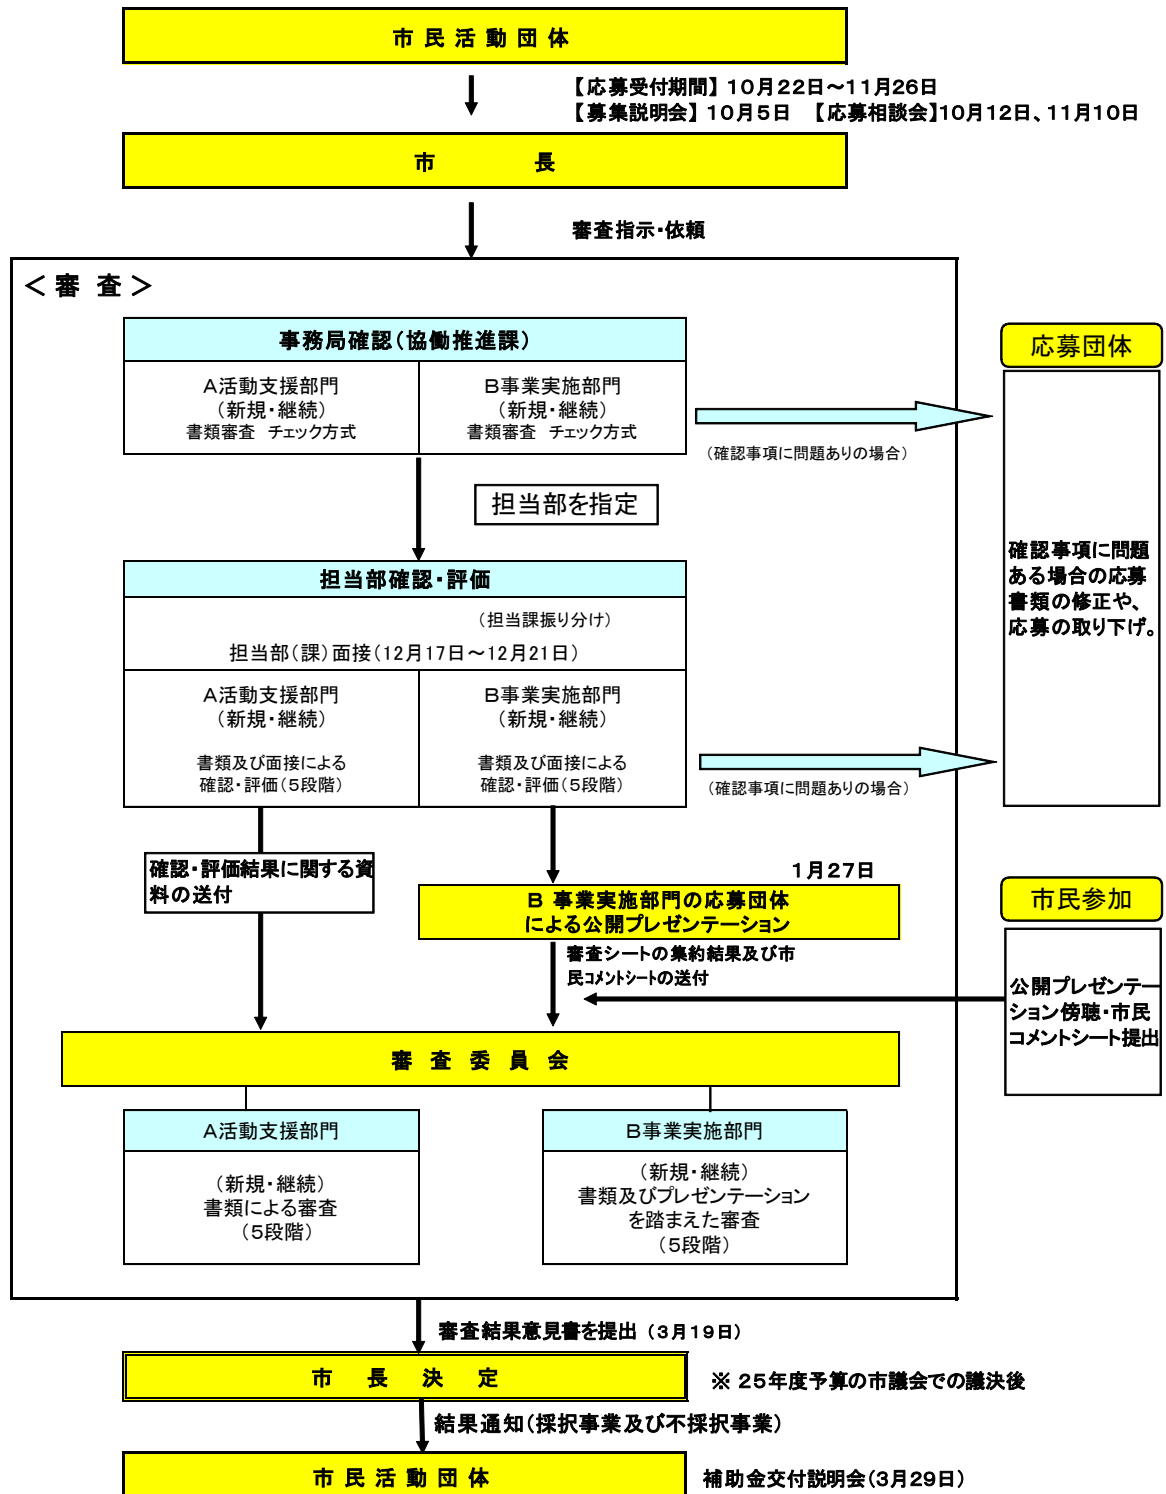 市民活動団体
【応募受付期間】 10月22日～11月26日
【募集説明会】 10月5日 【応募相談会】10月12日、11月10日
市 長
審査指示・依頼
＜審 査＞
事務局確認（協働推進課）
A活動支援部門
（新規・継続）
書類審査 チェック方式
B事業実施部門
（新規・継続）
書類審査 チェック方式
（確認事項に問題ありの場合）
応募団体
確認事項に問題
ある場合の応募
書類の修正や、
応募の取り下げ。
担当部を指定
担当部確認・評価
（担当課振り分け）
担当部（課）面接（12月17日～12月21日）
A活動支援部門
（新規・継続）
書類及び面接による
確認・評価（5段階）
B事業実施部門
（新規・継続）
書類及び面接による
確認・評価（5段階）
（確認事項に問題ありの場合）
確認・評価結果に関する資
料の送付
1月27日
B 事業実施部門の応募団体
による公開プレゼンテーション
審査シートの集約結果及び市
民コメントシートの送付
市民参加
公開プレゼンテー
ション傍聴・市民
コメントシート提出
審査委員会
A活動支援部門
（新規・継続）
書類による審査
（5段階）
B事業実施部門
（新規・継続）
書類及びプレゼンテーション
を踏まえた審査
（5段階）
審査結果意見書を提出 （3月19日）
市長決定
※ 25年度予算の市議会での議決後
結果通知（採択事業及び不採択事業）
市民活動団体
補助金交付説明会（3月29日）